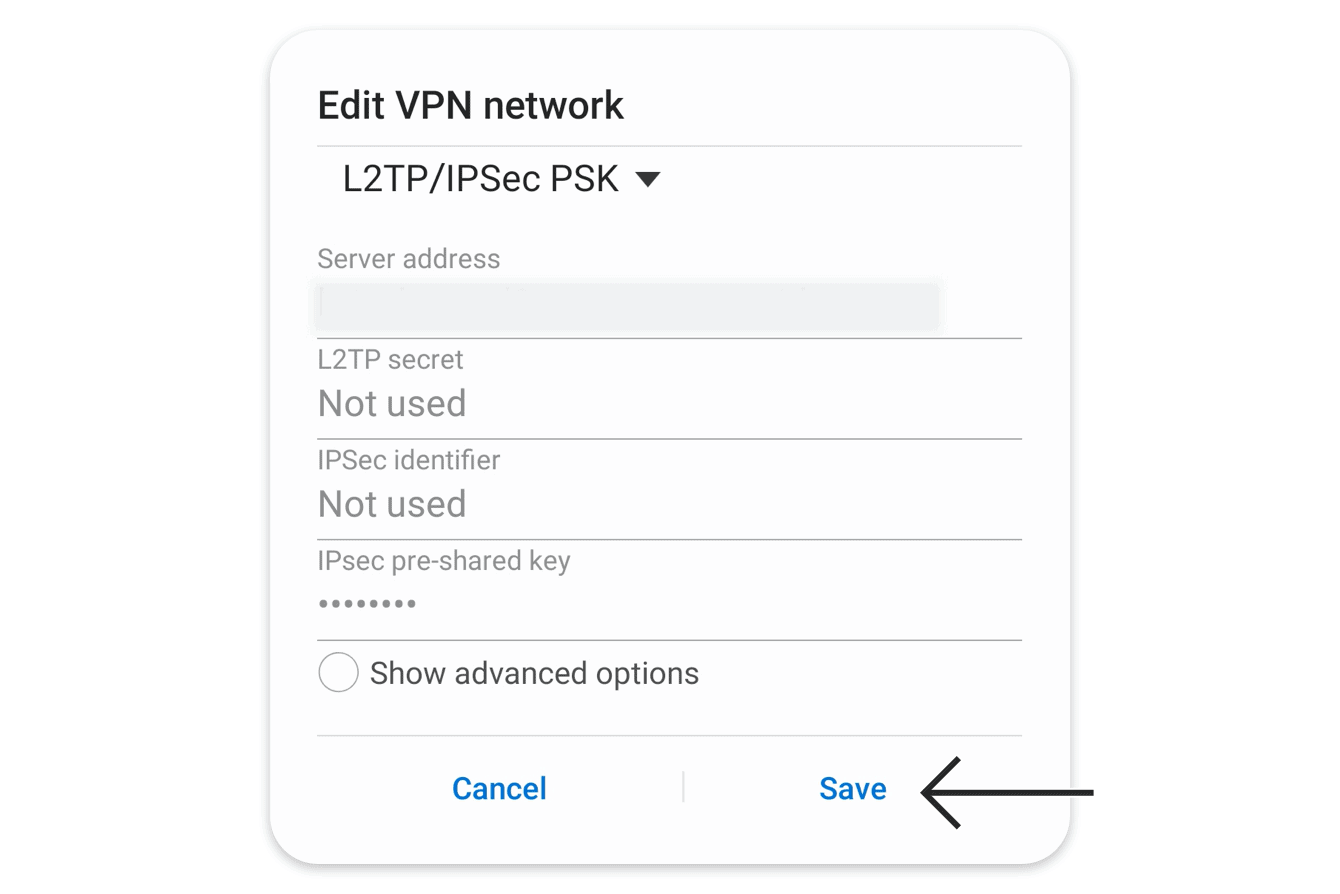 Edit VPN network
L2TP/IPSec PSK
Server address
L2TP secret
Not used
IPSec identifier
Not used
IPsec pre-shared key
••••••••
Show advanced options
Cancel
Save